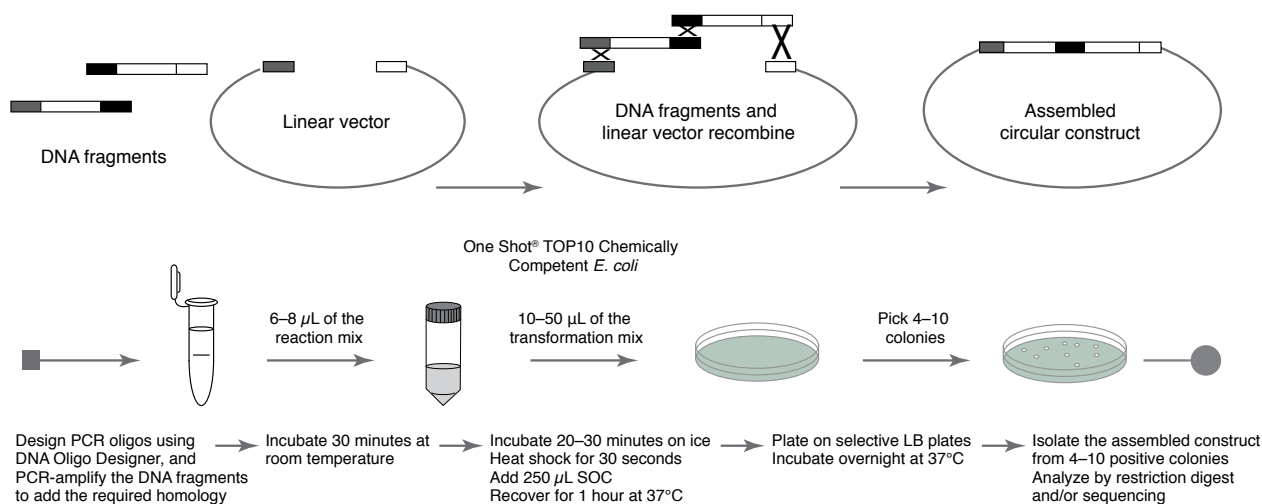 DNA fragments
Linear vector
DNA fragments and
linear vector recombine
Assembled
circular construct
One Shot® TOP10 Chemically
Competent E. coli
6–8 µL of the
reaction mix
10–50 µL of the
transformation mix
Pick 4–10
colonies
Design PCR oligos using
DNA Oligo Designer, and
PCR-amplify the DNA fragments
to add the required homology
Incubate 30 minutes at
room temperature
Incubate 20–30 minutes on ice
Heat shock for 30 seconds
Add 250 µL SOC
Recover for 1 hour at 37°C
Plate on selective LB plates
Incubate overnight at 37°C
Isolate the assembled construct
from 4–10 positive colonies
Analyze by restriction digest
and/or sequencing